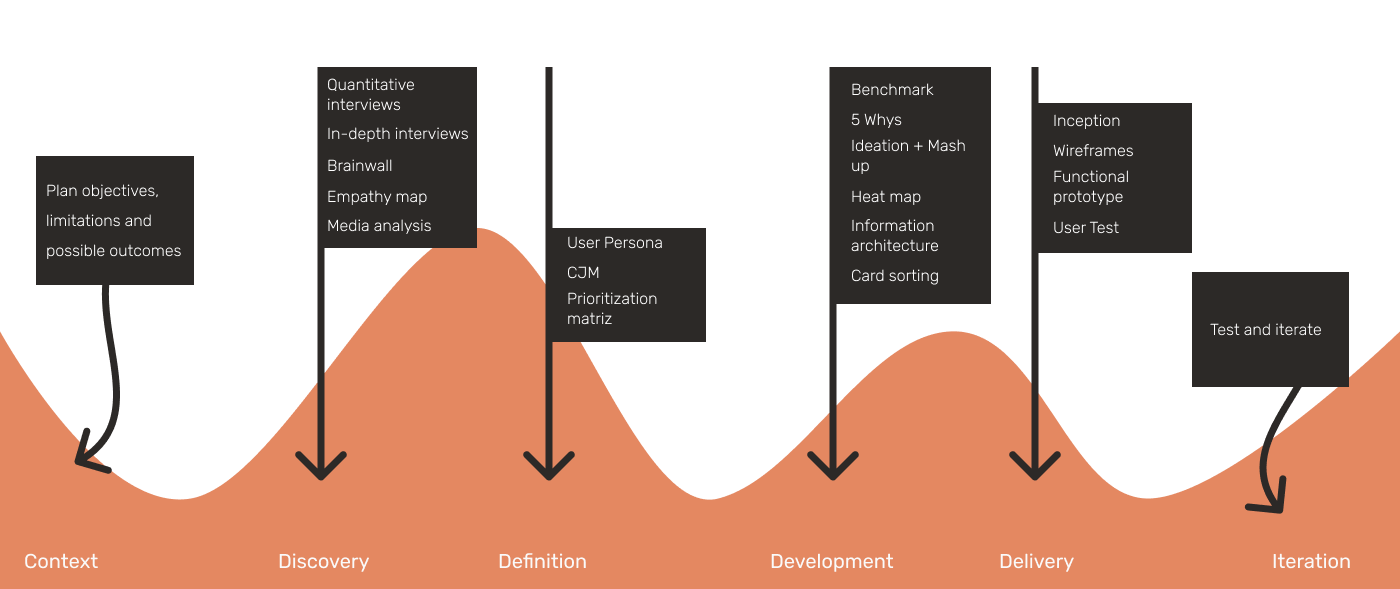 Plan objectives,
limitations and
possible outcomes
Quantitative
interviews
In-depth interviews
Brainwall
Empathy map
Media analysis
User Persona
CJM
Prioritization
matriz
Benchmark
5 Whys
Ideation + Mash
up
Heat map
Information
architecture
Card sorting
Inception
Wireframes
Functional
prototype
User Test
Test and iterate
Context
Discovery
Definition
Development
Delivery
Iteration